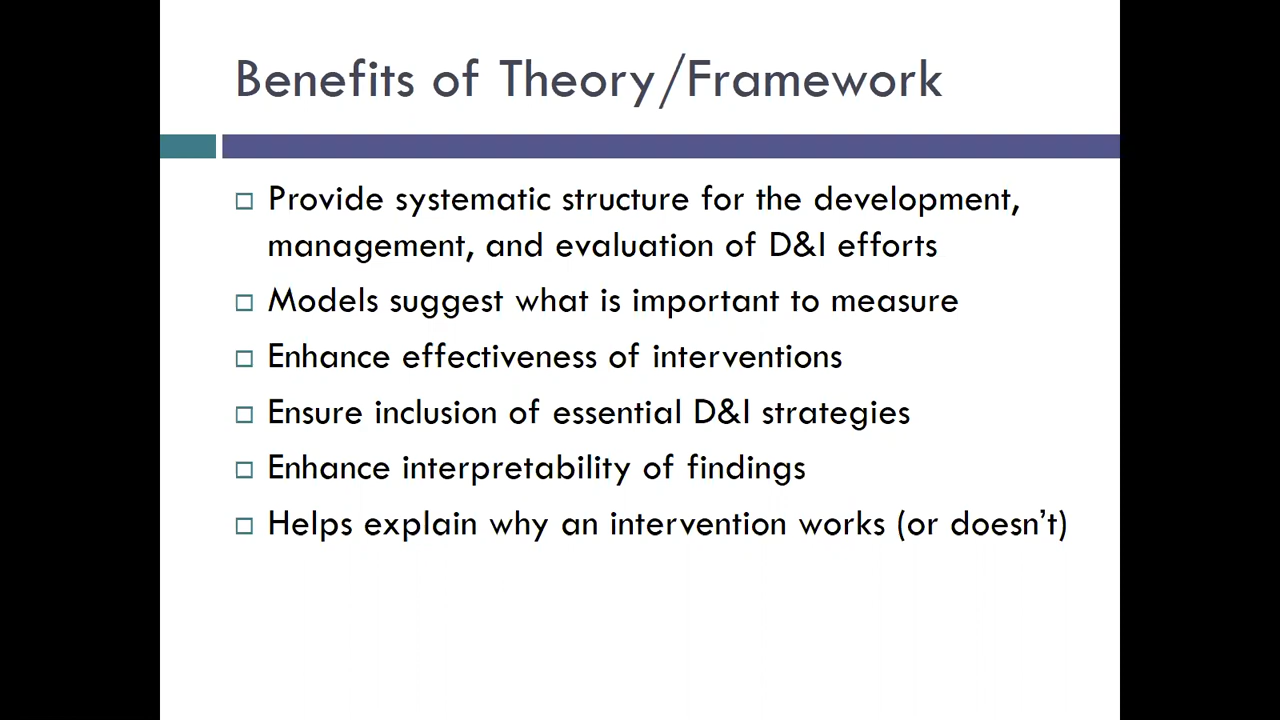 Benefits of Theory/Framework
Provide systematic structure for the development,
management, and evaluation of D&I efforts
Models suggest what is important to measure
Enhance effectiveness of interventions
Ensure inclusion of essential D&I strategies
Enhance interpretability of findings
Helps explain why an intervention works (or doesn’t)